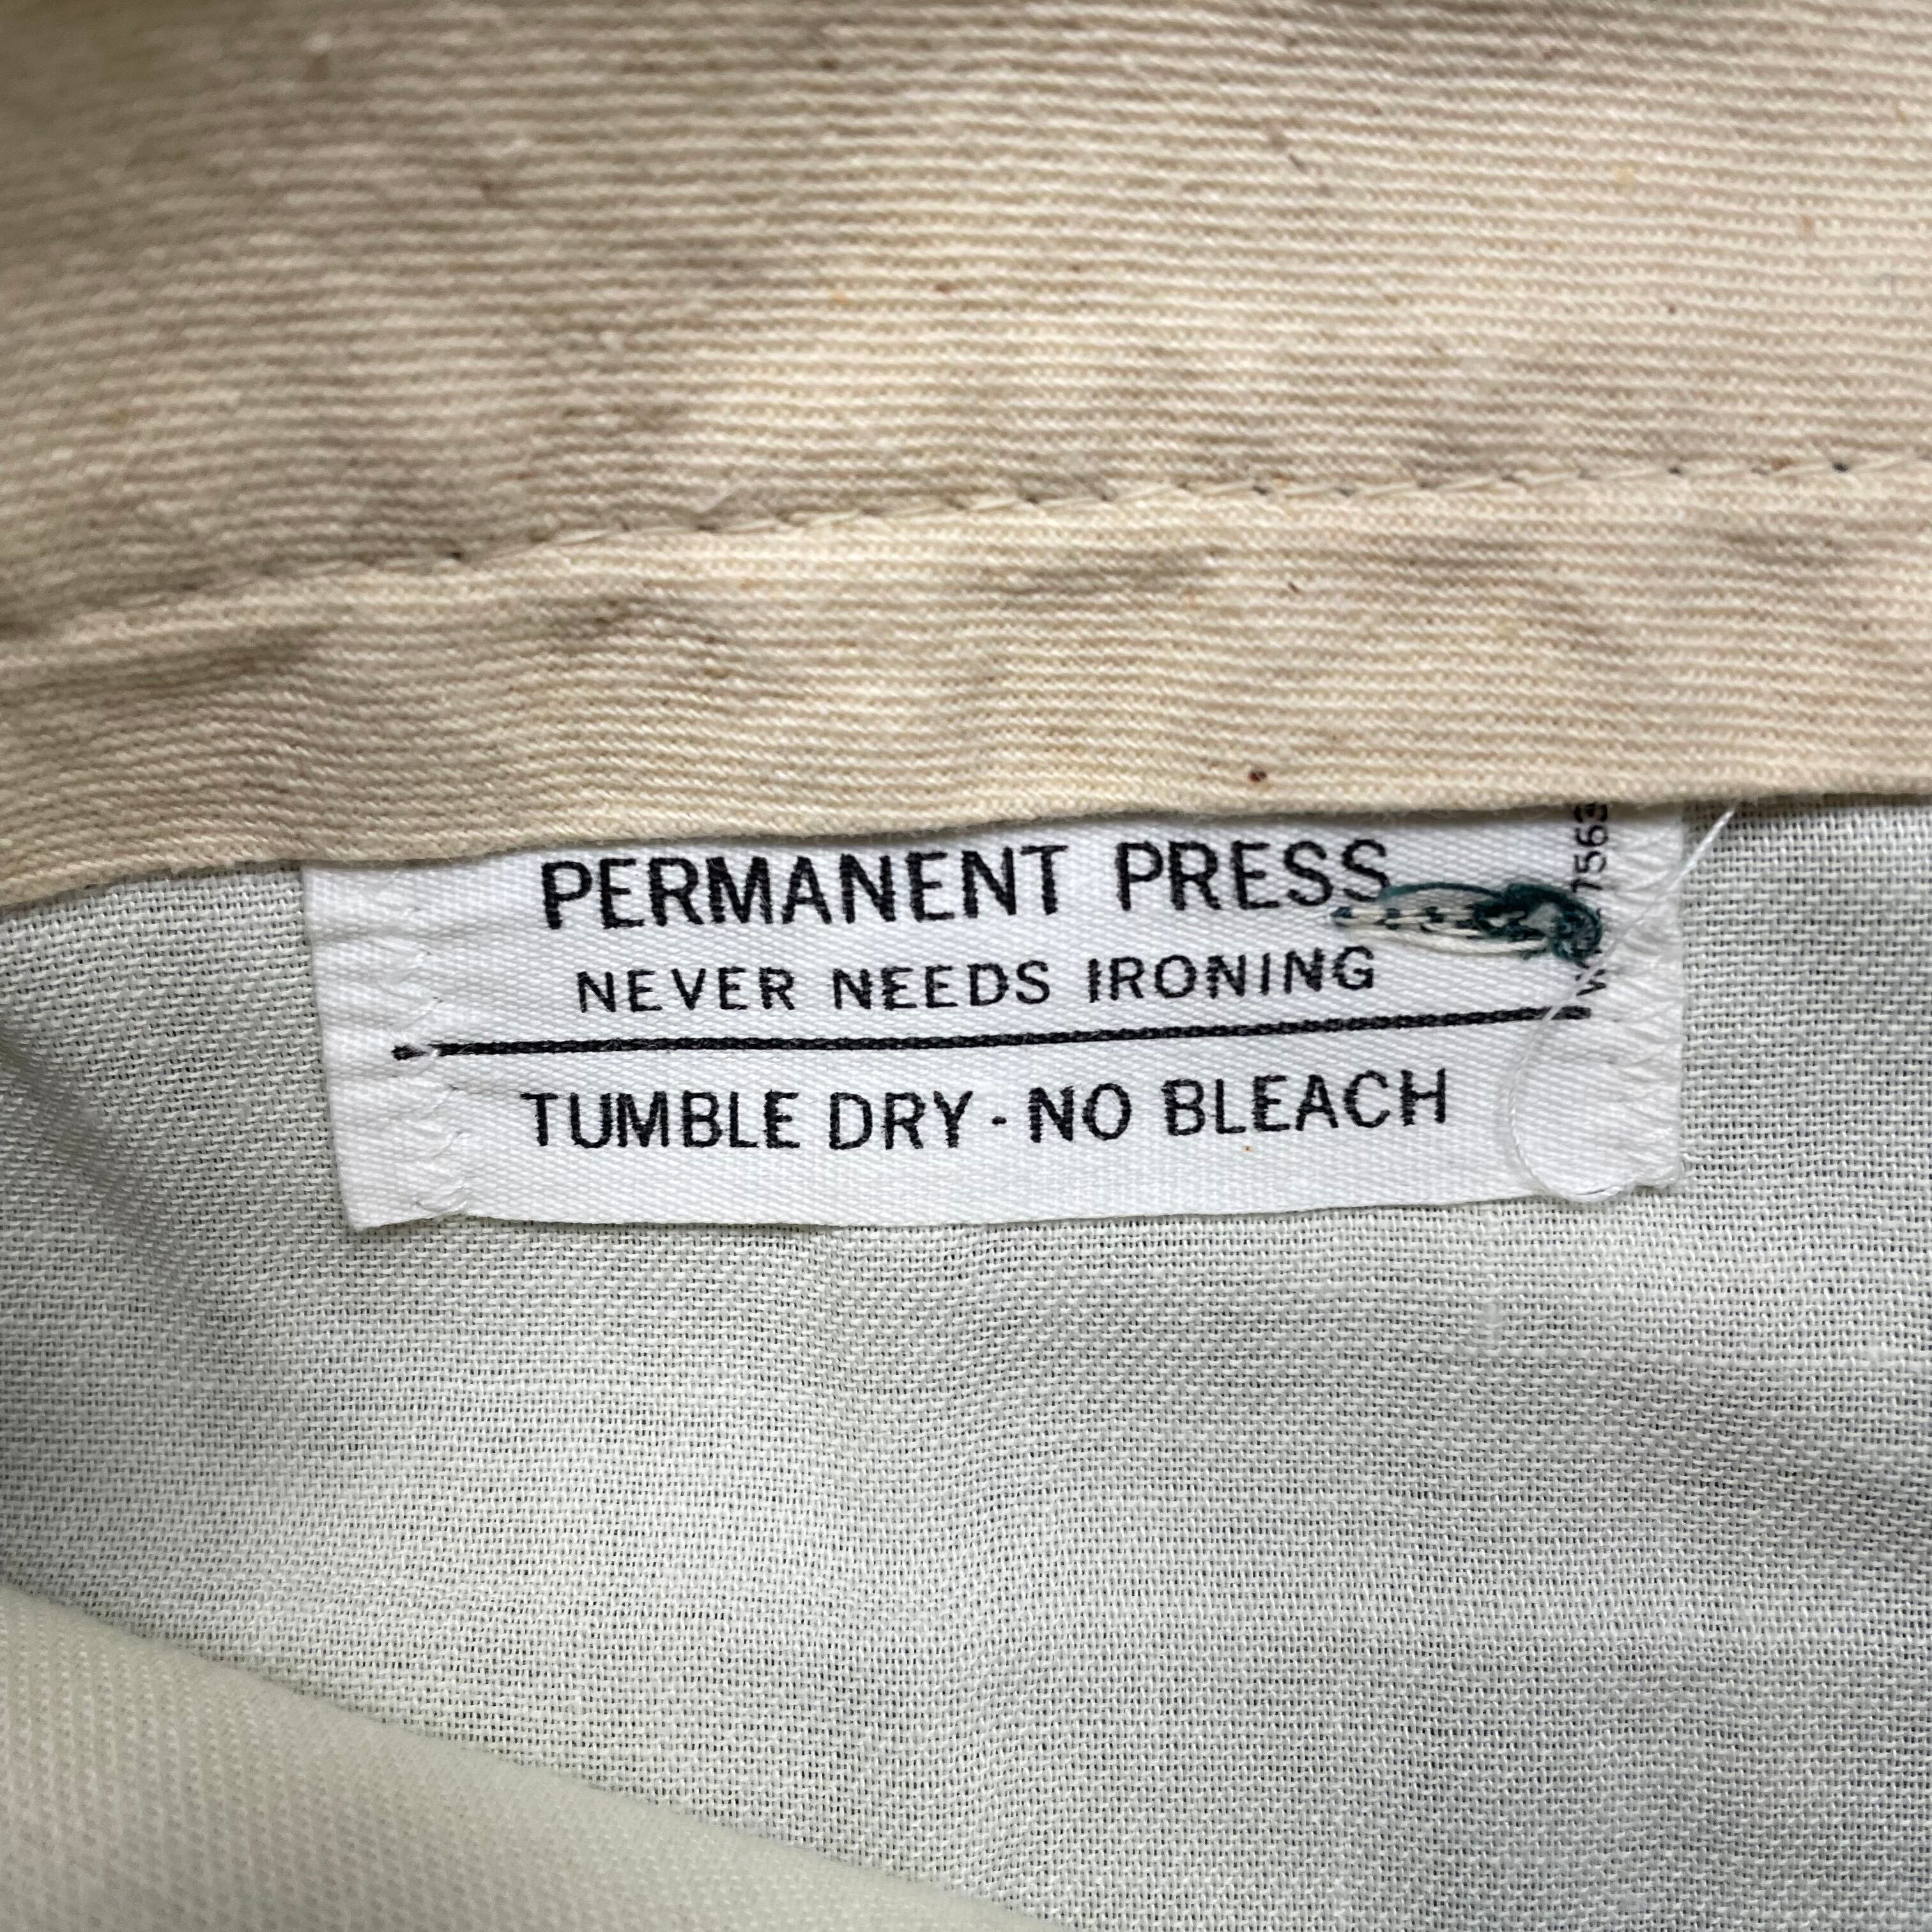 PERMANENT PRESS
NEVER NEEDS IRONING
TUMBLE DRY - NO BLEACH